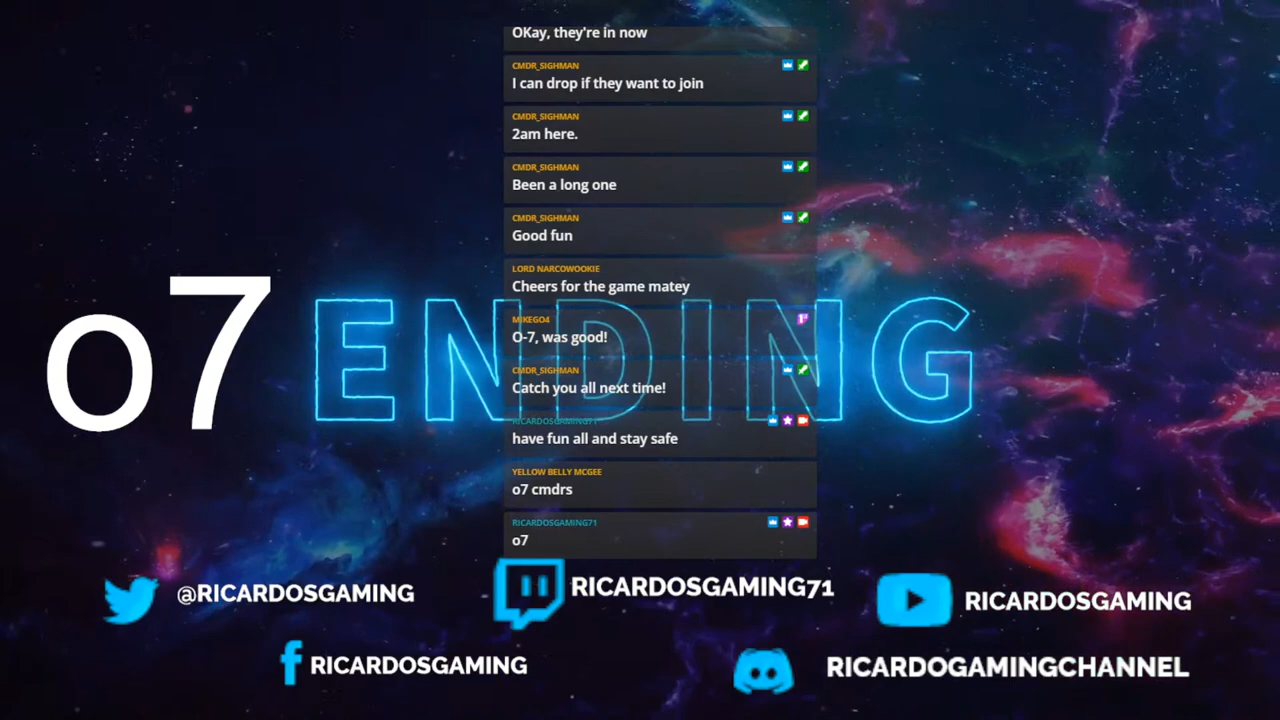 OKay, they're in now
CMDR_SIGHMAN
I can drop if they want to join
CMDR_SIGHMAN
2am here.
CMDR_SIGHMAN
Been a long one
CMDR_SIGHMAN
Good fun
LORD NARCOWOOKIE
Cheers for the game matey
MIKEGO4
O-7, was good!
CMDR_SIGHMAN
Catch you all next time!
RICARDOSGAMING71
have fun all and stay safe
YELLOW BELLY MCGEE
o7 cmdrs
RICARDOSGAMING71
o7
o7 ENDING
@RICARDOSGAMING
RICARDOSGAMING71
RICARDOSGAMING
RICARDOSGAMING
RICARDOGAMINGCHANNEL